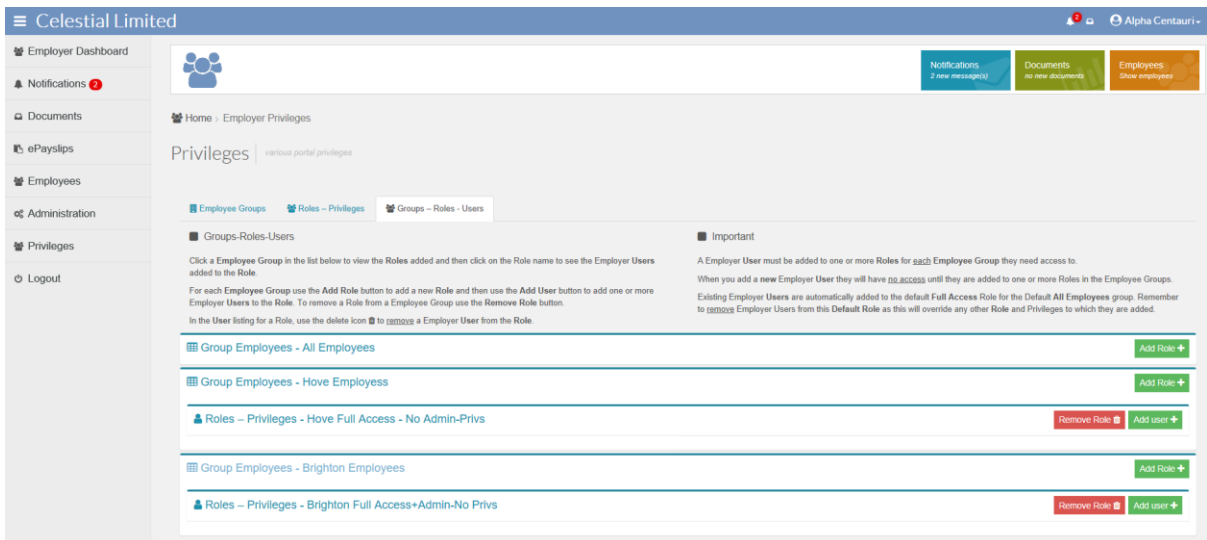 Celestial Limited
2
Alpha Centauri
Employer Dashboard
Notifications 2
Documents
ePayslips
Employees
Administration
Privileges
Logout
Notifications
2 new message(s)
Documents
no new documents
Employees
Show employees
Home > Employer Privileges
Privileges
various portal privileges
Employee Groups
Roles – Privileges
Groups – Roles - Users
Groups-Roles-Users
Click a Employee Group in the list below to view the Roles added and then click on the Role name to see the Employer Users
added to the Role.
For each Employee Group use the Add Role button to add a new Role and then use the Add User button to add one or more
Employer Users to the Role. To remove a Role from a Employee Group use the Remove Role button.
In the User listing for a Role, use the delete icon to remove a Employer User from the Role.
Important
A Employer User must be added to one or more Roles for each Employee Group they need access to.
When you add a new Employer User they will have no access until they are added to one or more Roles in the Employee Groups.
Existing Employer Users are automatically added to the default Full Access Role for the Default All Employees group. Remember
to remove Employer Users from this Default Role as this will override any other Role and Privileges to which they are added.
Group Employees - All Employees
Add Role +
Group Employees - Hove Employess
Add Role +
Roles – Privileges - Hove Full Access - No Admin-Privs
Remove Role
Add user +
Group Employees - Brighton Employees
Add Role +
Roles – Privileges - Brighton Full Access+Admin-No Privs
Remove Role
Add user +